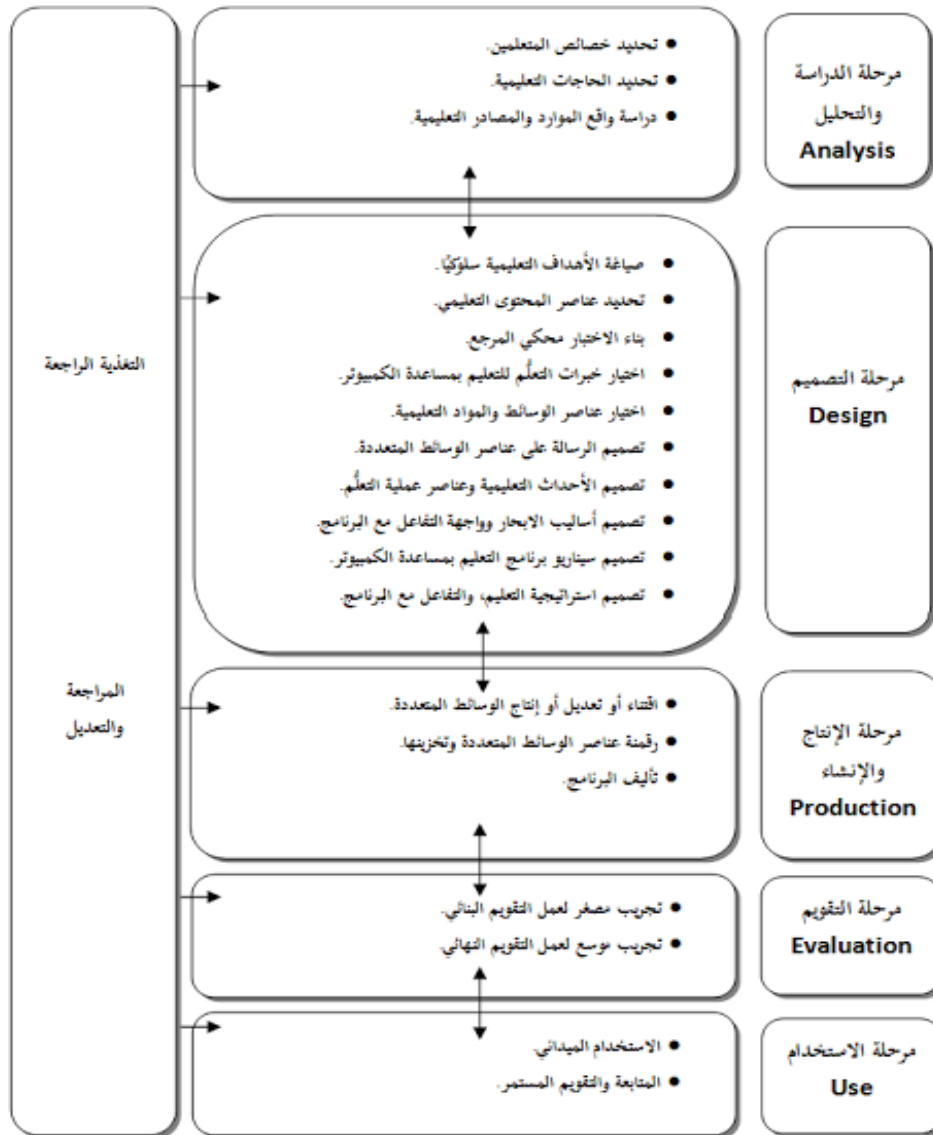 مرحلة الدراسة
والتحليل
Analysis
تحديد خصائص المتعلمين.
تحديد الحاجات التعليمية.
دراسة واقع الموارد والمصادر التعليمية.
مرحلة التصميم
Design
صياغة الأهداف التعليمية سلوكيًا.
تحديد عناصر المحتوى التعليمي.
بناء الاختبار محكي المرجع.
اختيار خبرات التعلُّم للتعليم بمساعدة الكمبيوتر.
اختيار عناصر الوسائط والمواد التعليمية.
تصميم الرسالة على عناصر الوسائط المتعددة.
تصميم الأحداث التعليمية وعناصر عملية التعلُّم.
تصميم أساليب الابحار وواجهة التفاعل مع البرنامج.
تصميم سيناريو برنامج التعليم بمساعدة الكمبيوتر.
تصميم استراتيجية التعليم، والتفاعل مع البرنامج.
مرحلة الإنتاج
والإنشاء
Production
اقتناء أو تعديل أو إنتاج الوسائط المتعددة.
رقمنة عناصر الوسائط المتعددة وتخزينها.
تأليف البرنامج.
مرحلة التقويم
Evaluation
تجريب مصغر لعمل التقويم البنائي.
تجريب موسع لعمل التقويم النهائي.
مرحلة الاستخدام
Use
الاستخدام الميداني.
المتابعة والتقويم المستمر.
التغذية الراجعة
المراجعة
والتعديل